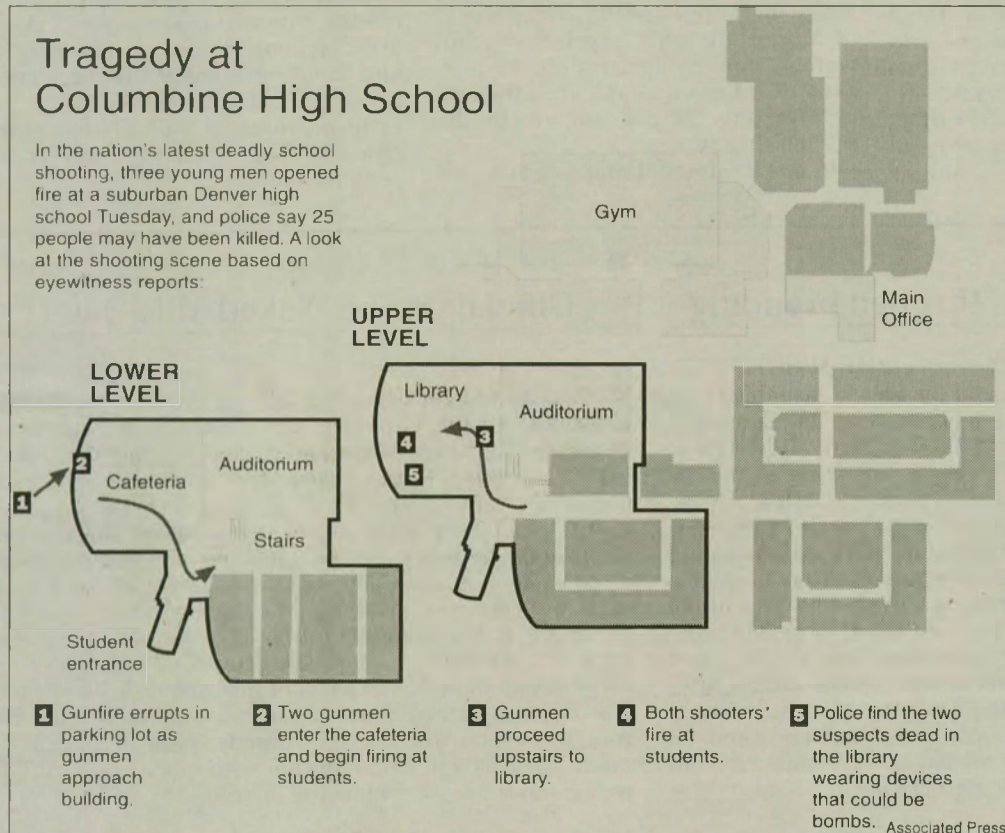 Tragedy at
Columbine High School
In the nation's latest deadly school
shooting, three young men opened
fire at a suburban Denver high
school Tuesday, and police say 25
people may have been killed. A look
at the shooting scene based on
eyewitness reports:
Gym
Main
Office
UPPER
LEVEL
Library
Auditorium
3
4
5
LOWER
LEVEL
2
1
Cafeteria
Auditorium
Stairs
Student
entrance
1 Gunfire errupts in
parking lot as
gunmen
approach
building.
2 Two gunmen
enter the cafeteria
and begin firing at
students.
3 Gunmen
proceed
upstairs to
library.
4 Both shooters'
fire at
students.
5 Police find the two
suspects dead in
the library
wearing devices
that could be
bombs.
Associated Press